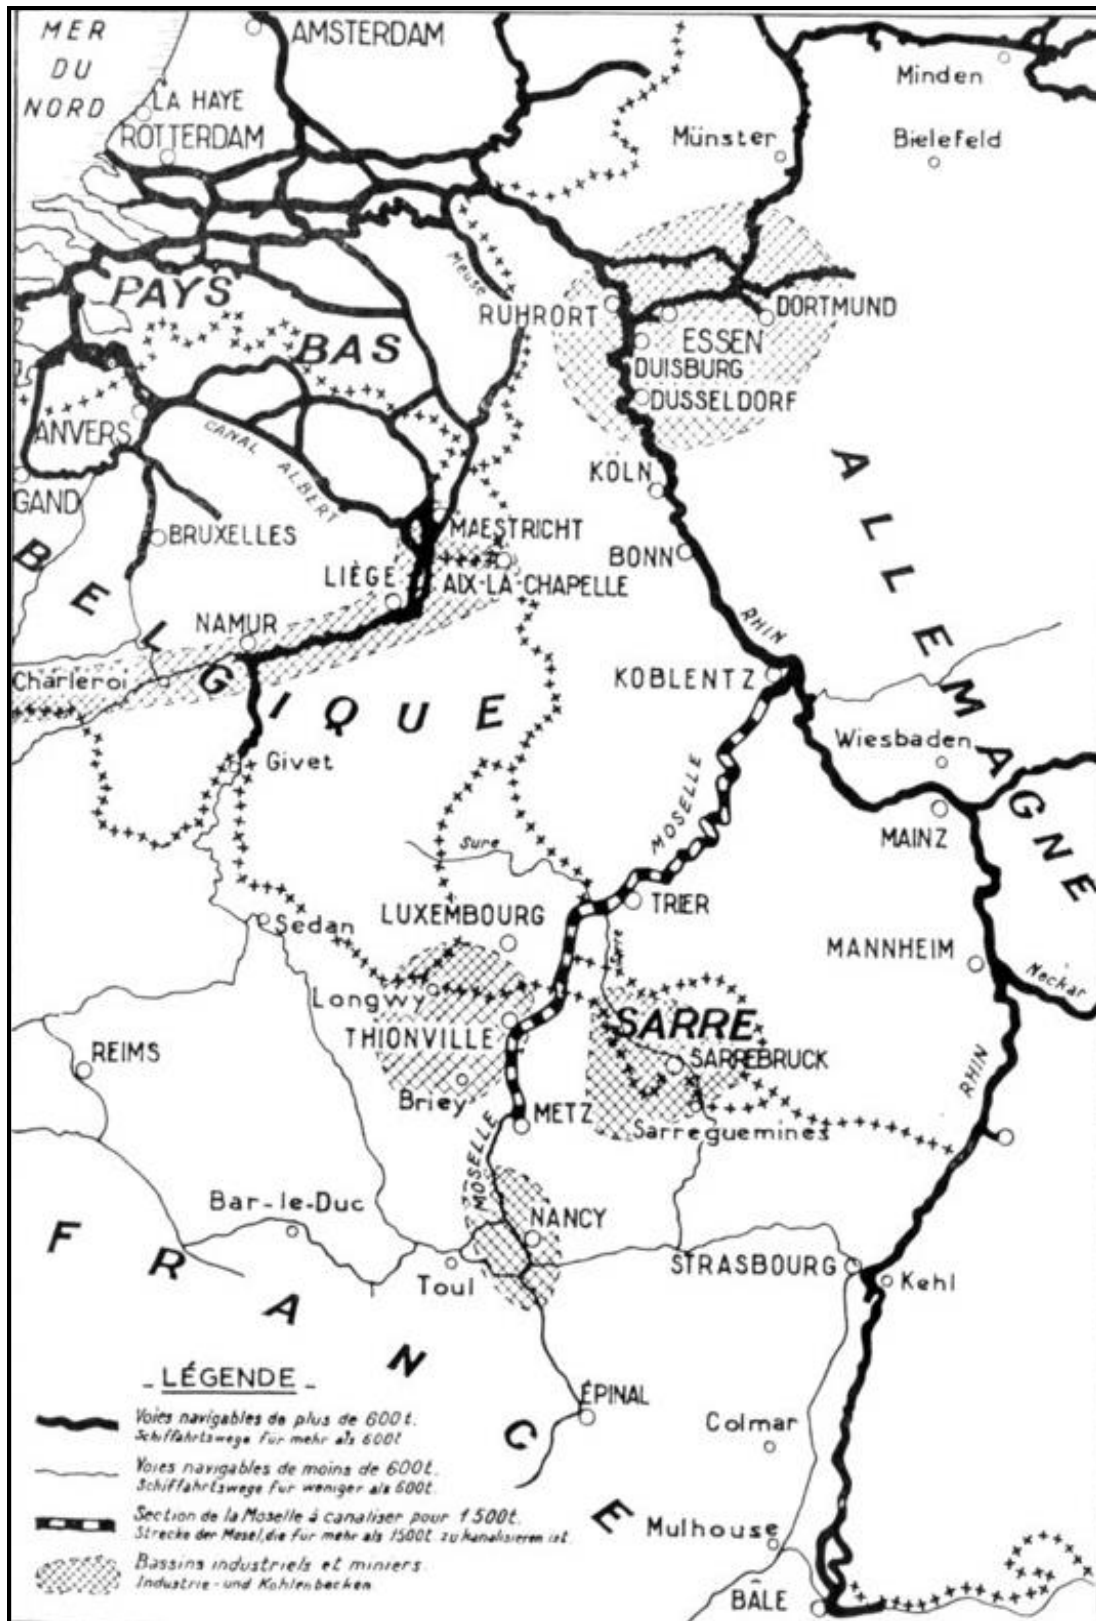 MER
DU
NORD
AMSTERDAM
LA HAYE
ROTTERDAM
Minden
Münster
Bielefeld
PAYS
BAS
Meuse
RUHRORT
DORTMUND
ESSEN
DUISBURG
DUSSELDORF
ANVERS
CANAL ALBERT
GAND
KÖLN
BRUXELLES
MAESTRICHT
BONN
AIX-LA-CHAPELLE
LIÈGE
NAMUR
RHIN
ALLEMAGNE
BELGIQUE
Charleroi
KOBLENTZ
Givet
Wiesbaden
MOSELLE
MAINZ
Sure
TRIER
LUXEMBOURG
Sedan
MANNHEIM
Neckar
Sarre
Longwy
THIONVILLE
SARRE
SARREBRUCK
REIMS
RHIN
Briey
METZ
Sarreguemines
MOSELLE
Bar-le-Duc
NANCY
Toul
STRASBOURG
Kehl
FRANCE
ÉPINAL
Colmar
Mulhouse
BÂLE
- LÉGENDE -
Voies navigables de plus de 600t.
Schiffahrtswege für mehr als 600t
Voies navigables de moins de 600t.
Schiffahrtswege für weniger als 600t.
Section de la Moselle à canaliser pour 1500t.
Strecke der Mosel, die für mehr als 1500t. zu kanalisieren ist
Bassins industriels et miniers.
Industrie-und Kohlenbecken